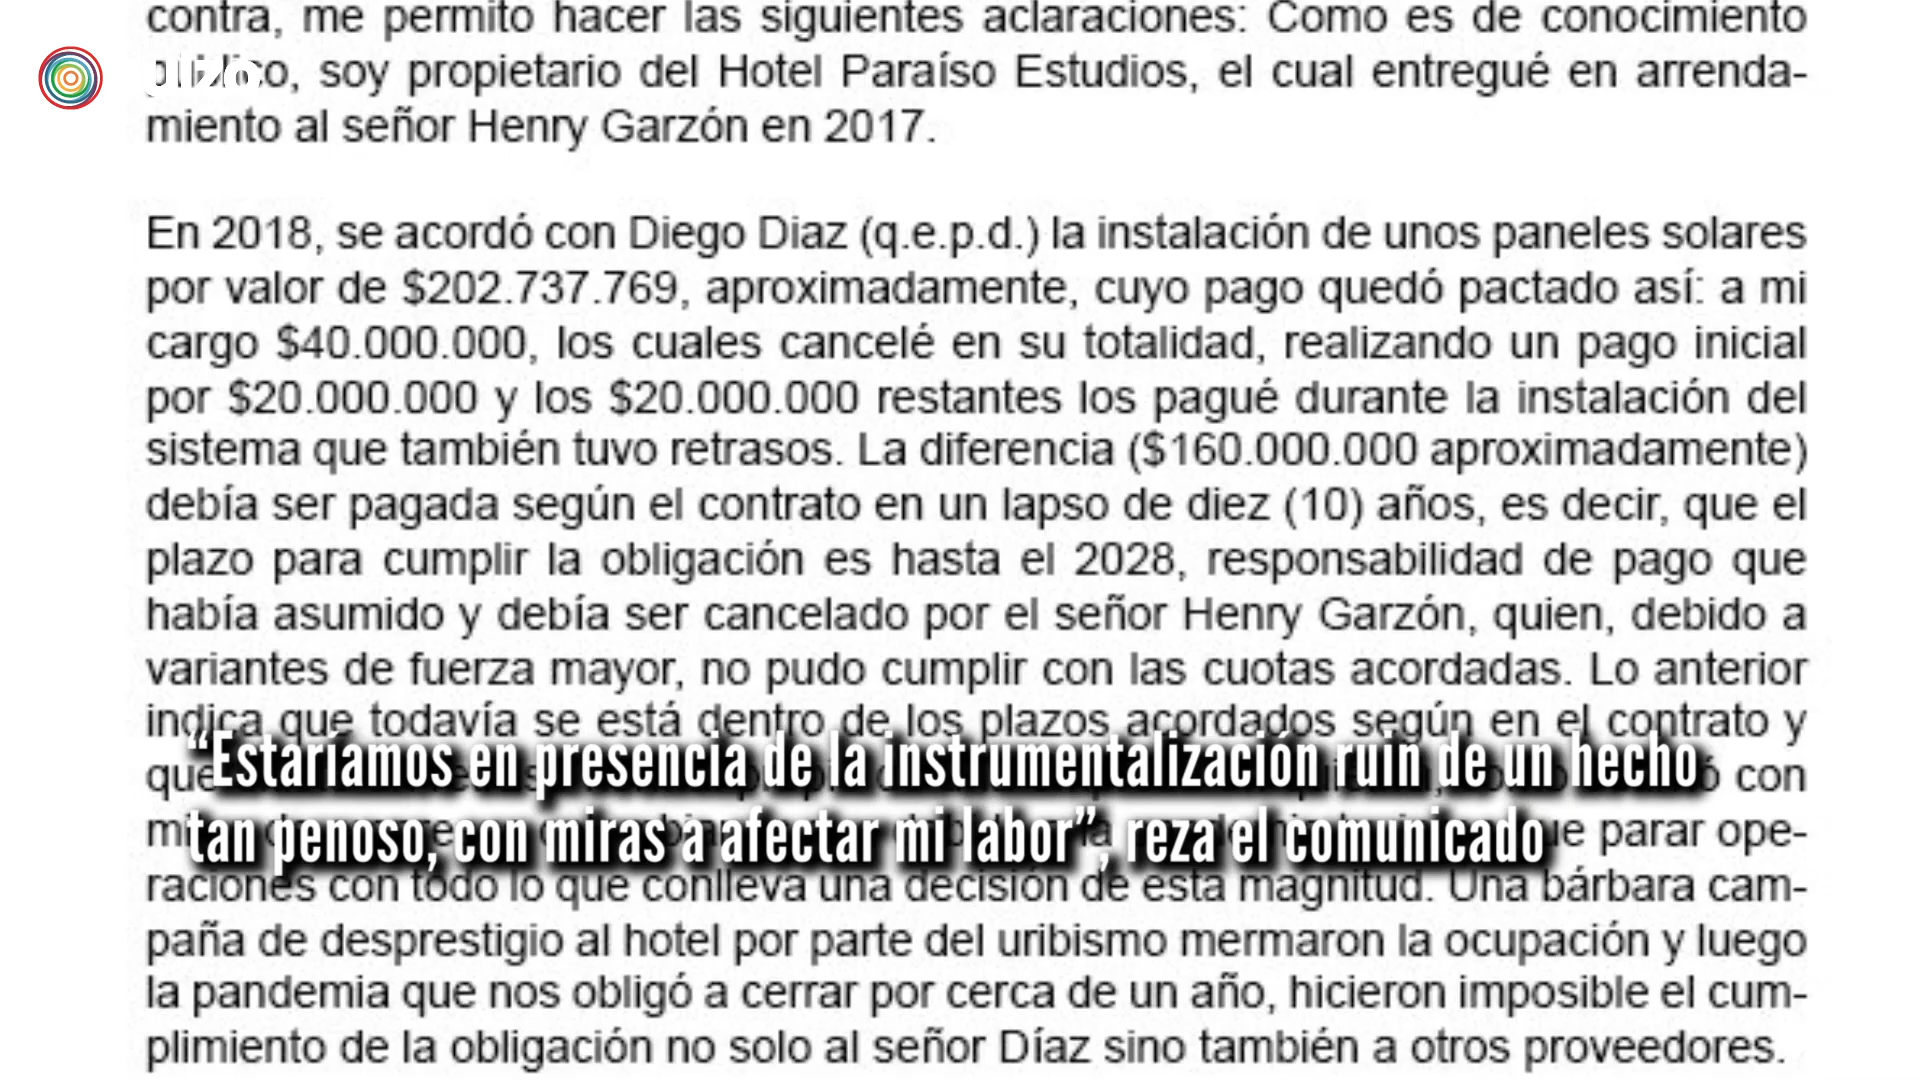 contra, me permito hacer las siguientes aclaraciones: Como es de conocimiento
soy propietario del Hotel Paraíso Estudios, el cual entregué en arrenda-
miento al señor Henry Garzón en 2017.
En 2018, se acordó con Diego Diaz (q.e.p.d.) la instalación de unos paneles solares
por valor de $202.737.769, aproximadamente, cuyo pago quedó pactado así: a mi
cargo $40.000.000, los cuales cancelé en su totalidad, realizando un pago inicial
por $20.000.000 y los $20.000.000 restantes los pagué durante la instalación del
sistema que también tuvo retrasos. La diferencia ($160.000.000 aproximadamente)
debía ser pagada según el contrato en un lapso de diez (10) años, es decir, que el
plazo para cumplir la obligación es hasta el 2028, responsabilidad de pago que
había asumido y debía ser cancelado por el señor Henry Garzón, quien, debido a
variantes de fuerza mayor, no pudo cumplir con las cuotas acordadas. Lo anterior
indica que todavía se está dentro de los plazos acordados según en el contrato y
que con
“Estaríamos en presencia de la instrumentalización ruin de un hecho
tan penoso, con miras a afectar mi labor”, reza el comunicado
parar ope-
raciones con todo lo que conlleva una decisión de esta magnitud. Una bárbara cam-
paña de desprestigio al hotel por parte del uribismo mermaron la ocupación y luego
la pandemia que nos obligó a cerrar por cerca de un año, hicieron imposible el cum-
plimiento de la obligación no solo al señor Díaz sino también a otros proveedores.